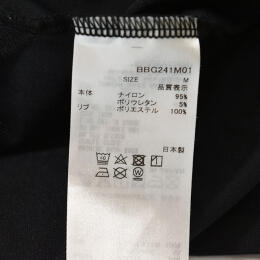 BBG241M01
SIZE M
品質表示
本体 ナイロン 95%
ポリウレタン 5%
リブ ポリエステル 100%
日本製